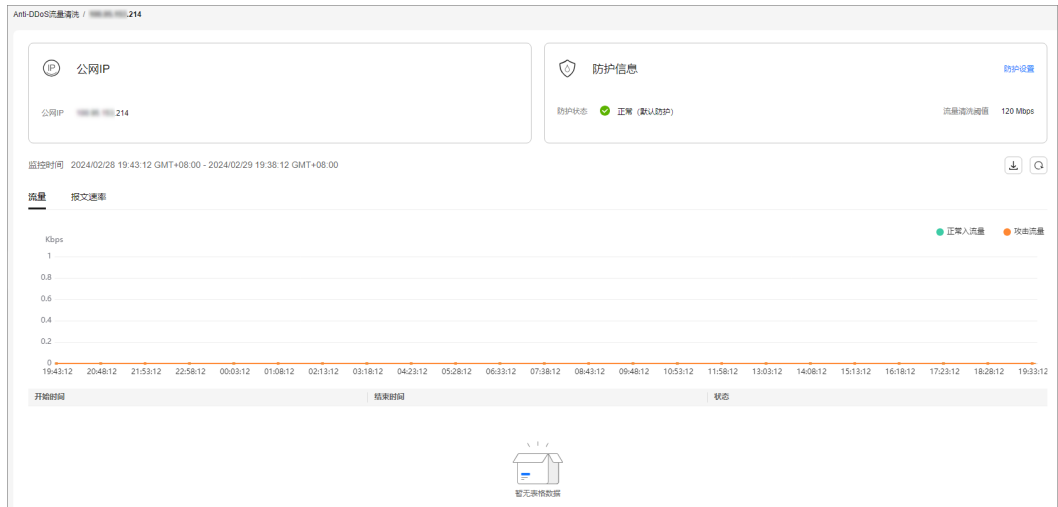 Anti-DDoS流量清洗 / .214
IP 公网IP
公网IP .214
防护信息 防护设置
防护状态 正常 (默认防护) 流量清洗阈值 120 Mbps
监控时间 2024/02/28 19:43:12 GMT+08:00 - 2024/02/29 19:38:12 GMT+08:00
流量 报文速率
正常入流量 攻击流量
Kbps
1
0.8
0.6
0.4
0.2
0
19:43:12 20:48:12 21:53:12 22:58:12 00:03:12 01:08:12 02:13:12 03:18:12 04:23:12 05:28:12 06:33:12 07:38:12 08:43:12 09:48:12 10:53:12 11:58:12 13:03:12 14:08:12 15:13:12 16:18:12 17:23:12 18:28:12 19:33:12
开始时间 结束时间 状态
暂无表格数据